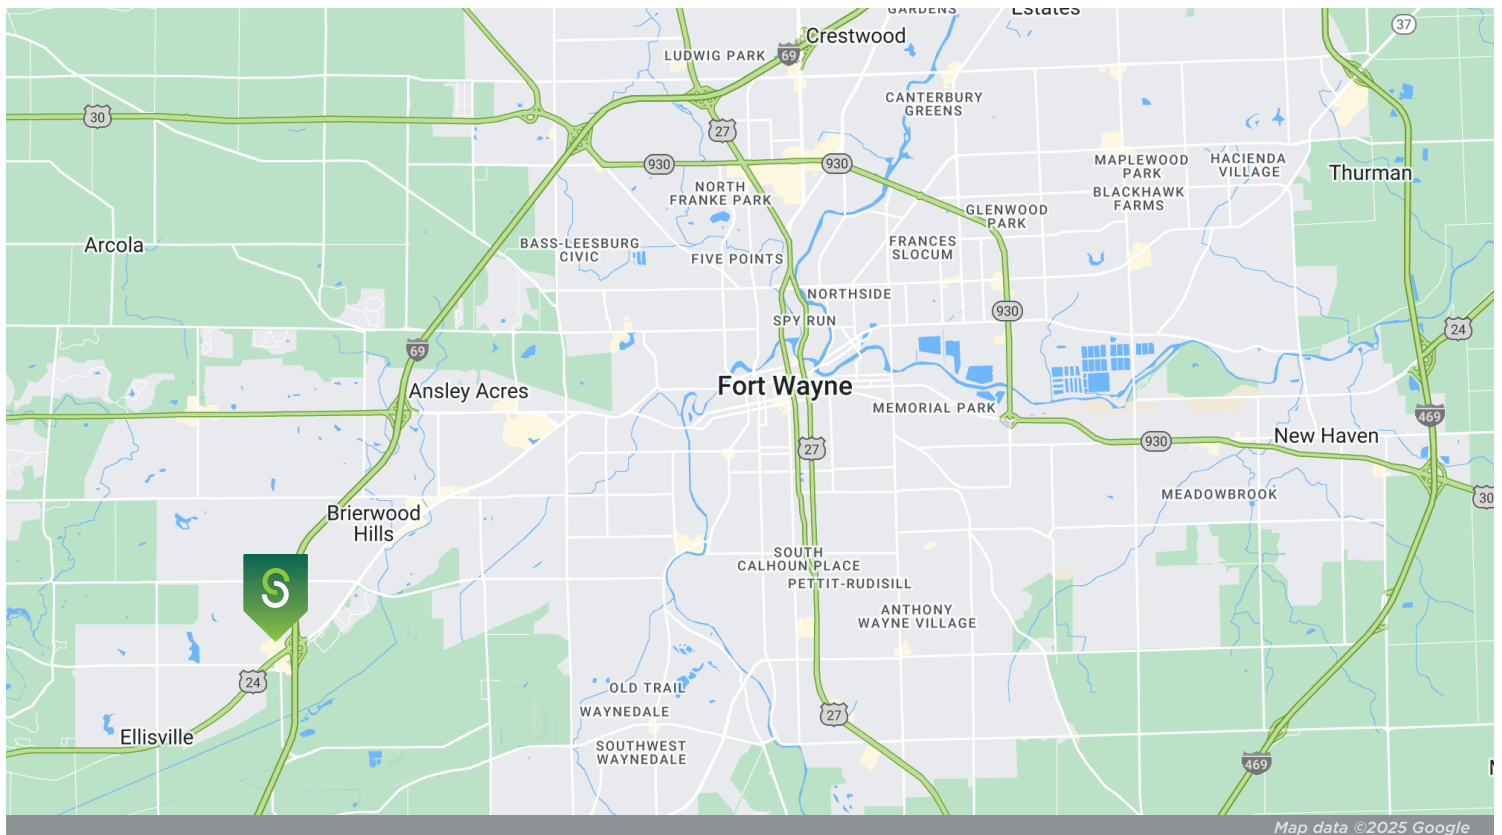 GARDENS
Estates
37
Crestwood
69
LUDWIG PARK
CANTERBURY
GREENS
30
27
930
930
MAPLEWOOD
PARK
HACIENDA
VILLAGE
Thurman
BLACKHAWK
FARMS
NORTH
FRANKE PARK
GLENWOOD
PARK
Arcola
BASS-LEESBURG
CIVIC
FIVE POINTS
FRANCES
SLOCUM
NORTHSIDE
930
SPY RUN
24
69
Ansley Acres
Fort Wayne
MEMORIAL PARK
469
New Haven
930
27
MEADOWBROOK
30
Brierwood
Hills
SOUTH
CALHOUN PLACE
PETTIT-RUDISILL
S
ANTHONY
WAYNE VILLAGE
24
OLD TRAIL
WAYNEDALE
27
Ellisville
SOUTHWEST
WAYNEDALE
469
Map data ©2025 Google